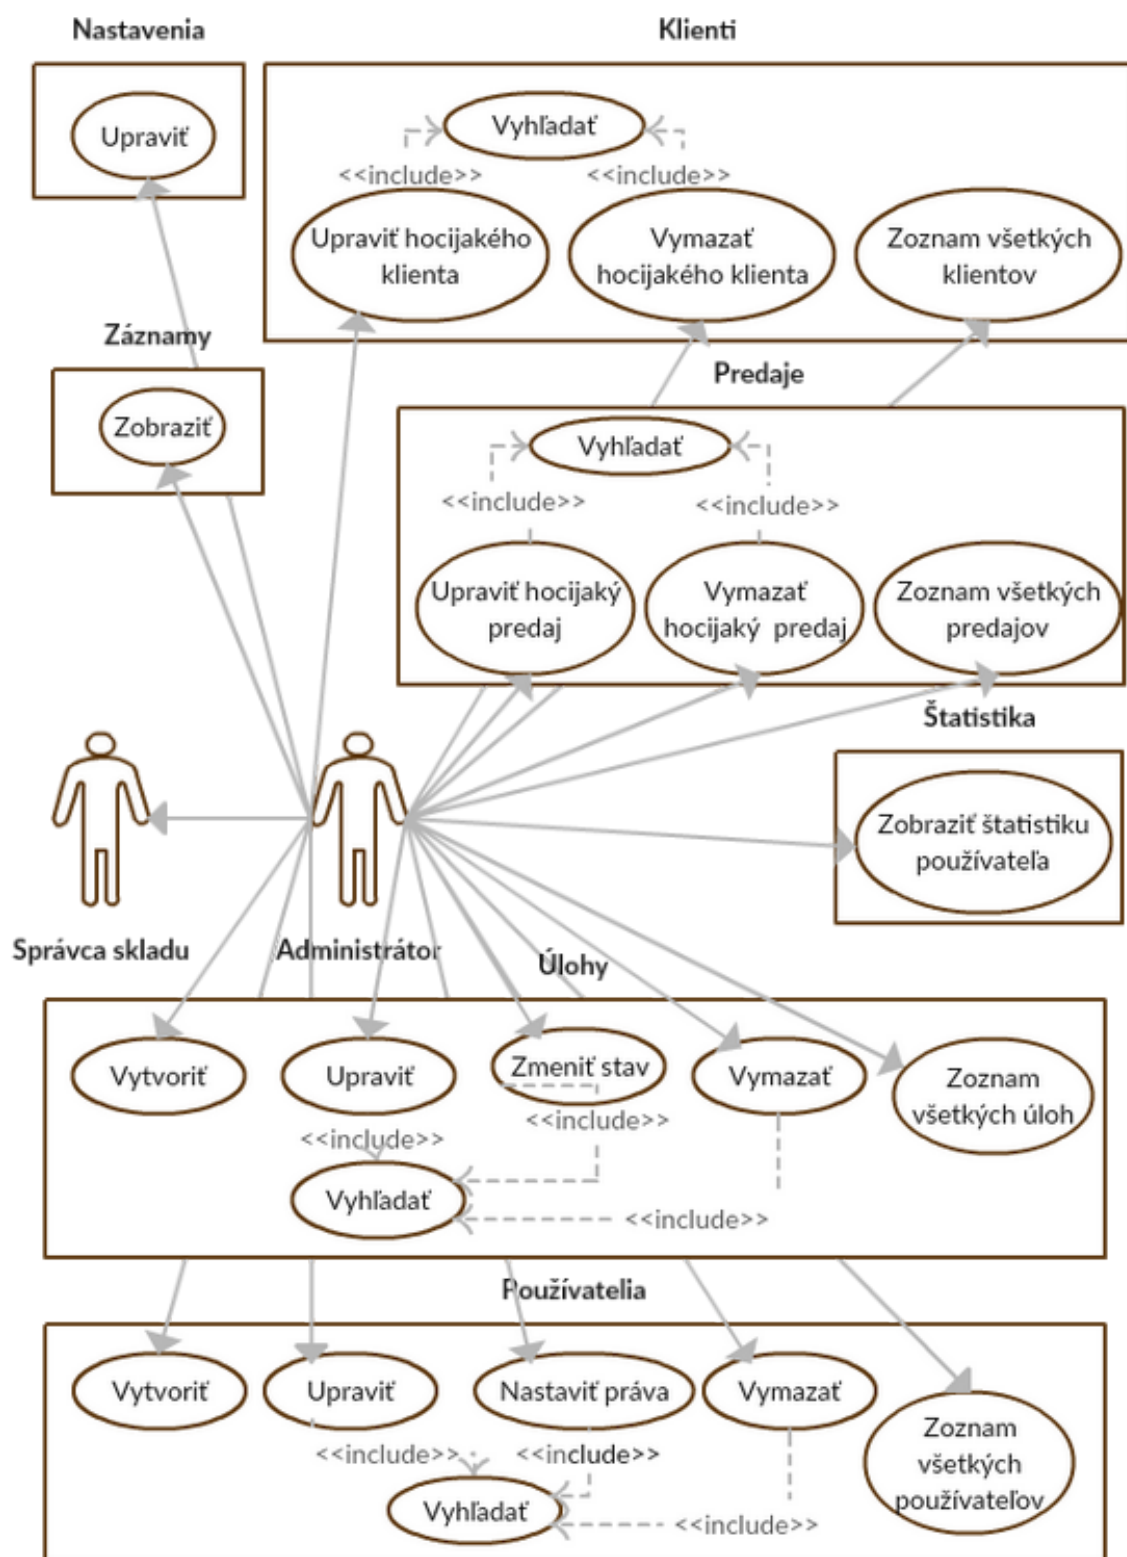 Nastavenia
Klienti
Upraviť
Vyhľadať
<<include>>
<<include>>
Upraviť hocijakého
klienta
Vymazať
hocijakého klienta
Zoznam všetkých
klientov
Záznamy
Zobraziť
Predaje
Vyhľadať
<<include>>
<<include>>
Upraviť hocijaký
predaj
Vymazať
hocijaký predaj
Zoznam všetkých
predajov
Štatistika
Zobraziť štatistiku
používateľa
Správca skladu
Administrátor
Úlohy
Vytvoriť
Upraviť
Zmeniť stav
Vymazať
Zoznam
všetkých úloh
<<include>>
<<include>>
Vyhľadať
<<include>>
Používatelia
Vytvoriť
Upraviť
Nastaviť práva
Vymazať
Zoznam
všetkých
používateľov
<<include>>
<<include>>
Vyhľadať
<<include>>